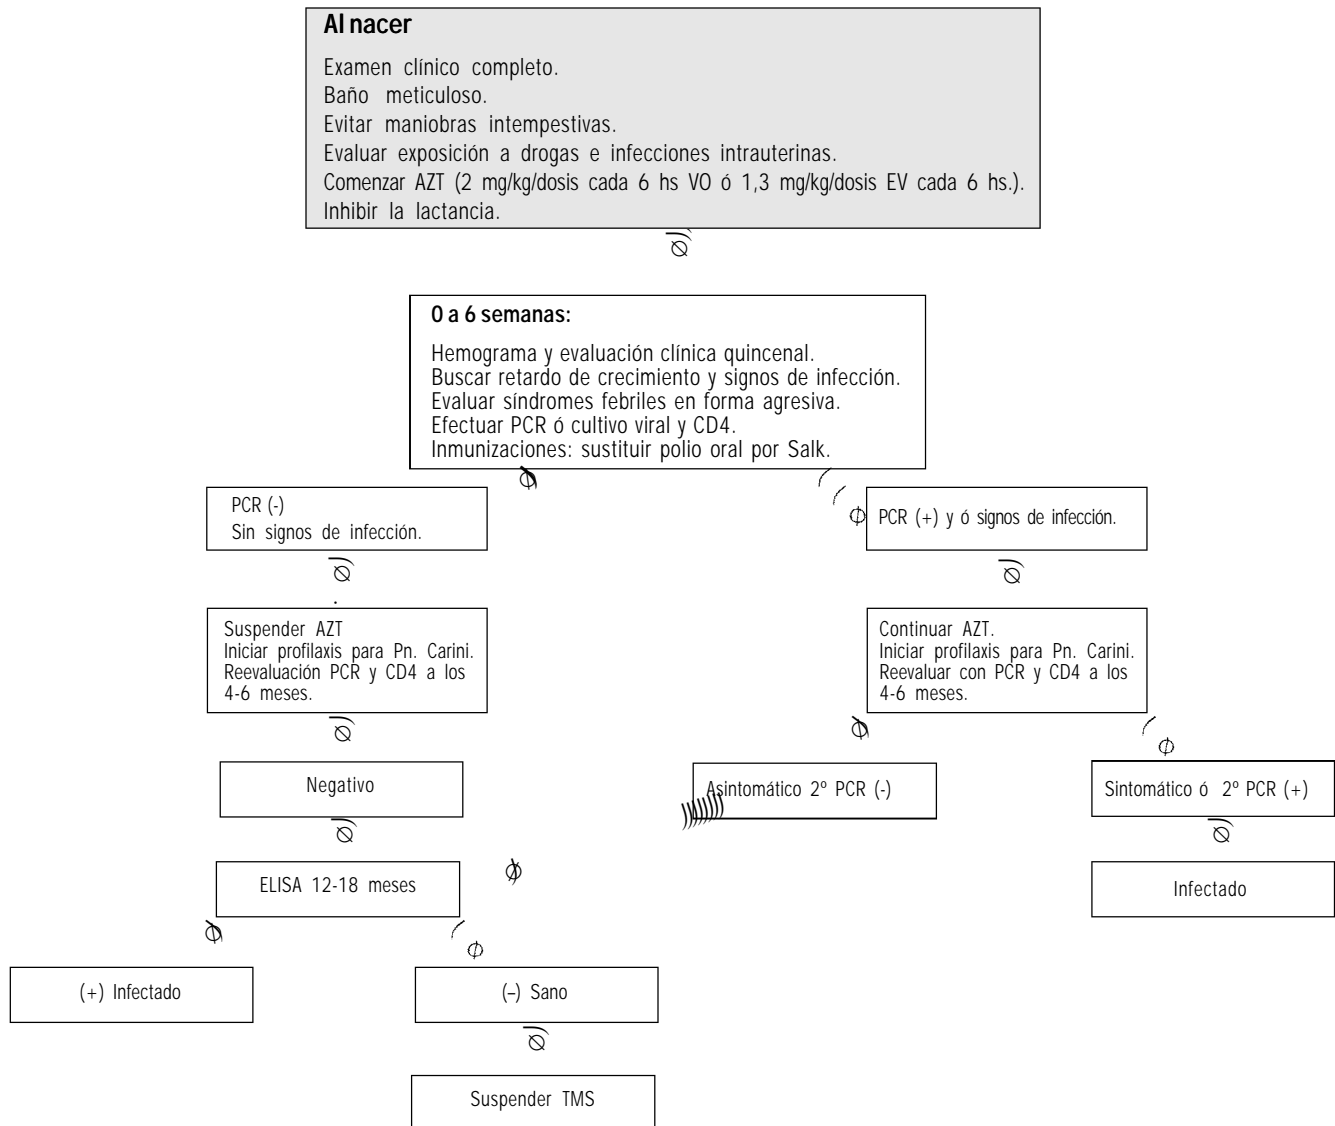 Al nacer
Examen clínico completo.
Baño meticuloso.
Evitar maniobras intempestivas.
Evaluar exposición a drogas e infecciones intrauterinas.
Comenzar AZT (2 mg/kg/dosis cada 6 hs VO ó 1,3 mg/kg/dosis EV cada 6 hs.).
Inhibir la lactancia.
0 a 6 semanas:
Hemograma y evaluación clínica quincenal.
Buscar retardo de crecimiento y signos de infección.
Evaluar síndromes febriles en forma agresiva.
Efectuar PCR ó cultivo viral y CD4.
Inmunizaciones: sustituir polio oral por Salk.
PCR (-)
Sin signos de infección.
PCR (+) y ó signos de infección.
Suspender AZT
Iniciar profilaxis para Pn. Carini.
Reevaluación PCR y CD4 a los
4-6 meses.
Continuar AZT.
Iniciar profilaxis para Pn. Carini.
Reevaluar con PCR y CD4 a los
4-6 meses.
Negativo
Asintomático 2º PCR (-)
Sintomático ó 2º PCR (+)
ELISA 12-18 meses
Infectado
(+) Infectado
(–) Sano
Suspender TMS